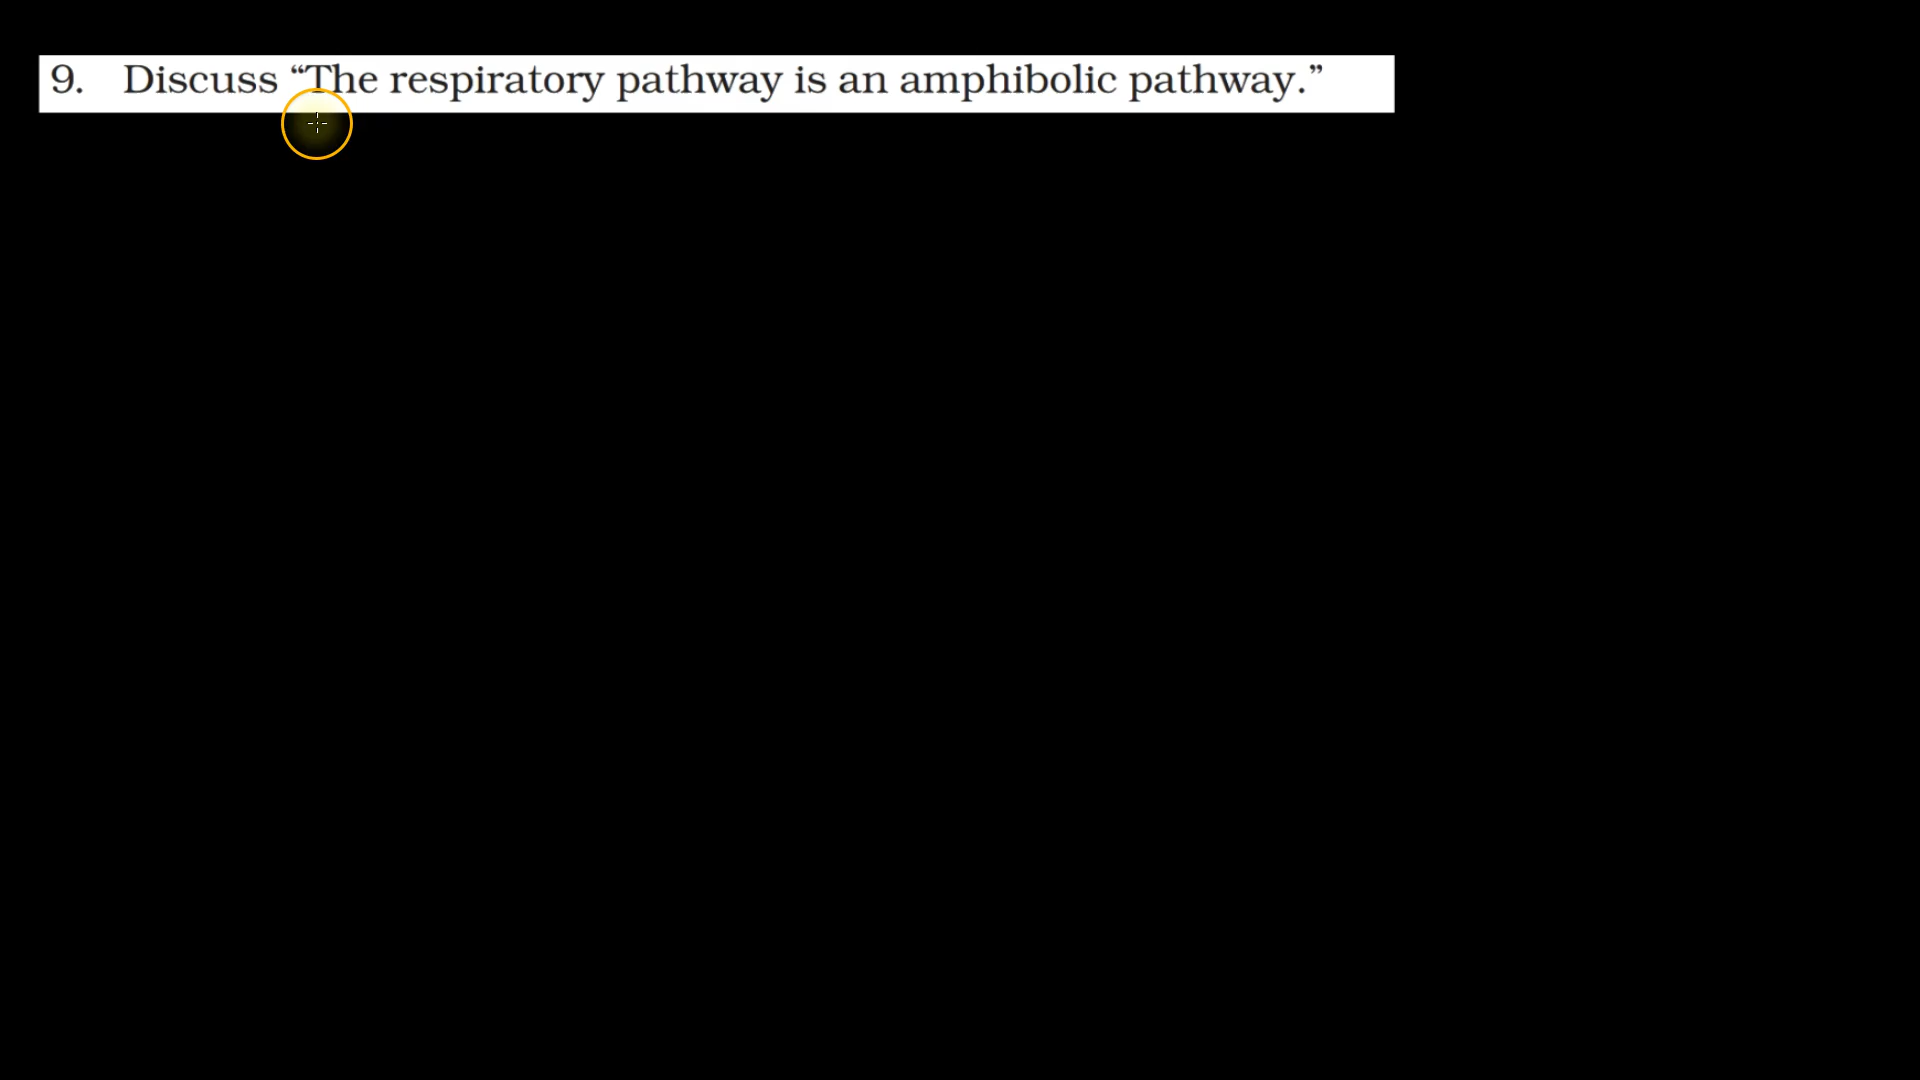 9. Discuss “The respiratory pathway is an amphibolic pathway.”